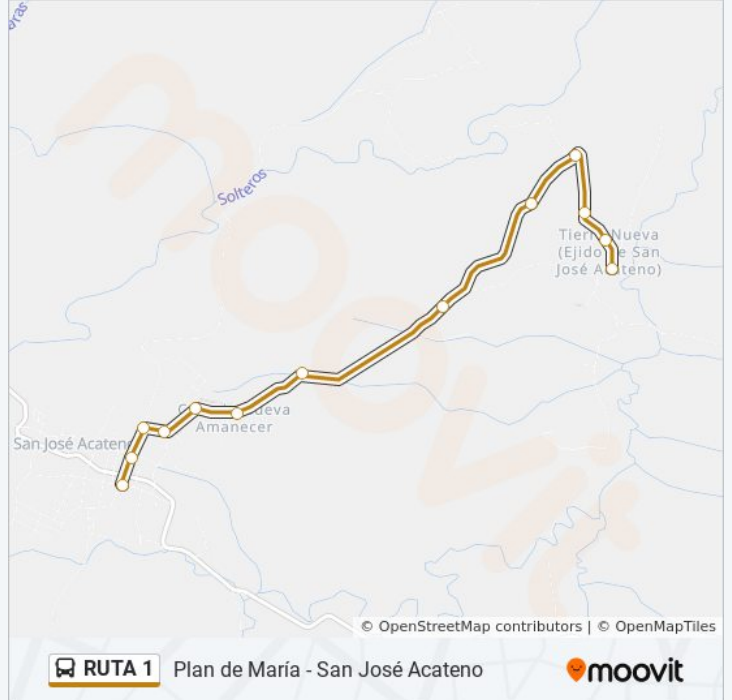 Solteros
Tierra Nueva
(Ejido de San
José Acateno)
Amanecer
San José Acateno
moovit
© OpenStreetMap contributors | © OpenMapTiles
RUTA 1 Plan de María - San José Acateno
moovit